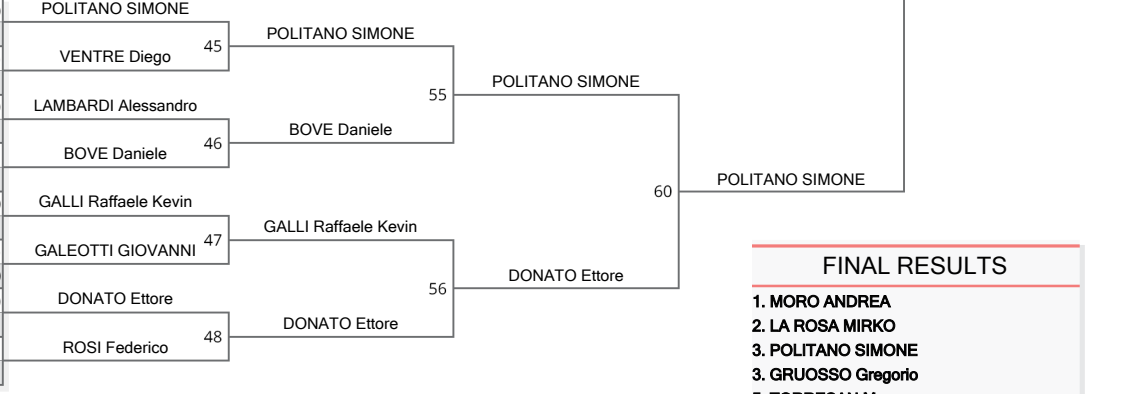 POLITANO SIMONE
VENTRE Diego
45
POLITANO SIMONE
LAMBARDI Alessandro
BOVE Daniele
46
BOVE Daniele
55
POLITANO SIMONE
GALLI Raffaele Kevin
GALEOTTI GIOVANNI
47
GALLI Raffaele Kevin
DONATO Ettore
ROSI Federico
48
DONATO Ettore
56
DONATO Ettore
60
POLITANO SIMONE
FINAL RESULTS
1. MORO ANDREA
2. LA ROSA MIRKO
3. POLITANO SIMONE
3. GRUOSSO Gregorio